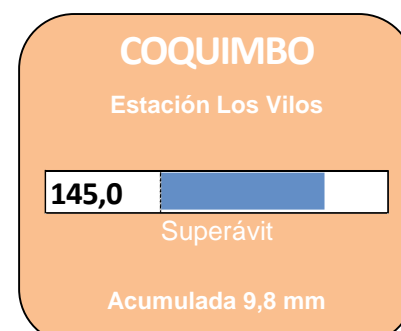 COQUIMBO
Estación Los Vilos
145,0
Superávit
Acumulada 9,8 mm